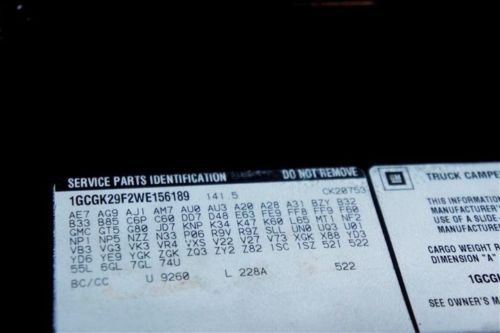 SERVICE PARTS IDENTIFICATION DO NOT REMOVE
1GCGK29F2WE156189 141.5 CK20753
AE7 AG9 AJ1 AM7 AU0 AU3 A20 A28 A31 BZY B32
B33 B85 C6P C60 DD7 D48 E63 FE9 FF8 FF9 F60
GMC GT5 G80 JD7 KNP K34 K47 K60 L65 MT1 NF2
NP1 NP5 NZZ N33 P06 R9V R9Z SLL UN0 UQ3 U01
VB3 VG3 VK3 VR4 VXS V22 V27 V73 XGK X88 YD3
YD6 YE9 YGK ZGK ZQ3 ZY2 Z82 1SC 1SZ 521 522
55L 6GL 7GL 74U
BC/CC U 9260 L 228A 522
GM
TRUCK CAMPE
THIS INFORMATION
MANUFACTURER'
OF USE OF A SLIDE
MANUFACTURER
CARGO WEIGHT R
DIMENSION "A"
1GCG
SEE OWNER'S M